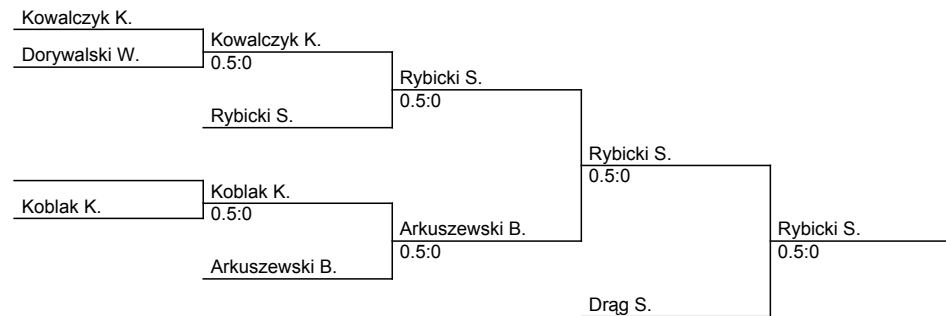 Kowalczyk K.
Dorywalski W.
Kowalczyk K.
0.5:0
Rybicki S.
Rybicki S.
0.5:0
Koblak K.
Koblak K.
0.5:0
Arkuszewski B.
Arkuszewski B.
0.5:0
Rybicki S.
0.5:0
Drąg S.
Rybicki S.
0.5:0